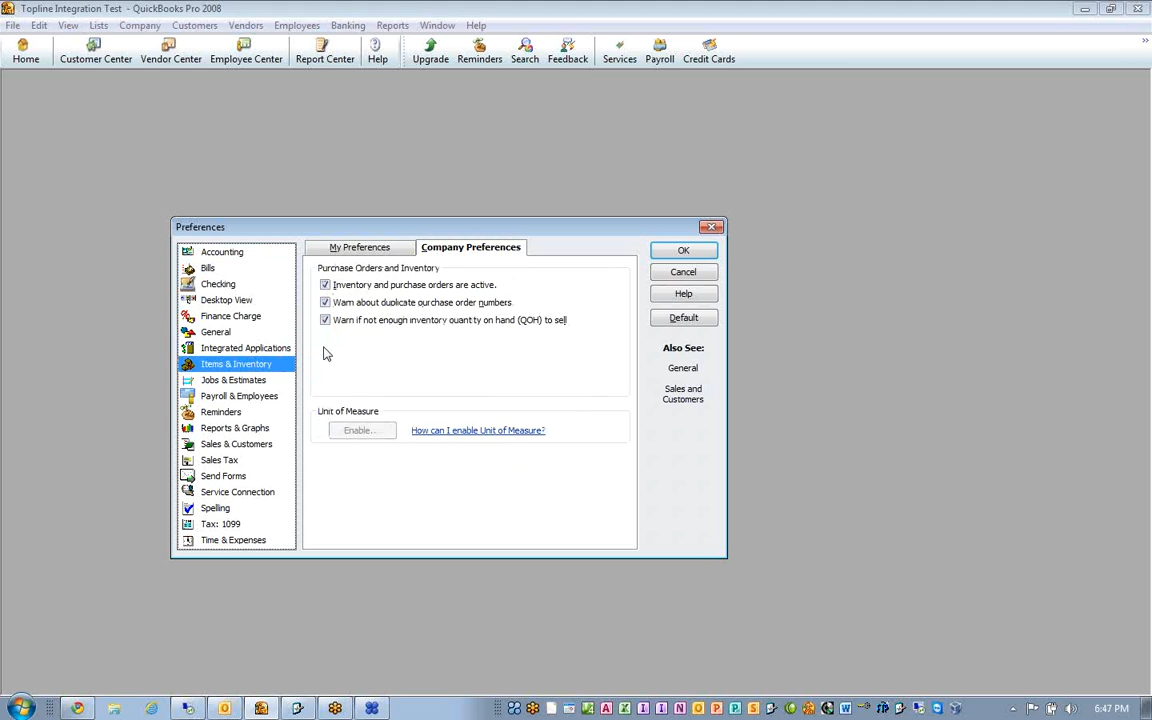 Topline Integration Test - QuickBooks Pro 2008
File Edit View Lists Company Customers Vendors Employees Banking Reports Window Help
Home Customer Center Vendor Center Employee Center Report Center Help Upgrade Reminders Search Feedback Services Payroll Credit Cards
Preferences
Accounting
Bills
Checking
Desktop View
Finance Charge
General
Integrated Applications
Items & Inventory
Jobs & Estimates
Payroll & Employees
Reminders
Reports & Graphs
Sales & Customers
Sales Tax
Send Forms
Service Connection
Spelling
Tax: 1099
Time & Expenses
My Preferences Company Preferences
Purchase Orders and Inventory
Inventory and purchase orders are active.
Warn about duplicate purchase order numbers.
Warn if not enough inventory quantity on hand (QOH) to sell
Unit of Measure
Enable... How can I enable Unit of Measure?
OK
Cancel
Help
Default
Also See:
General
Sales and
Customers
6:47 PM